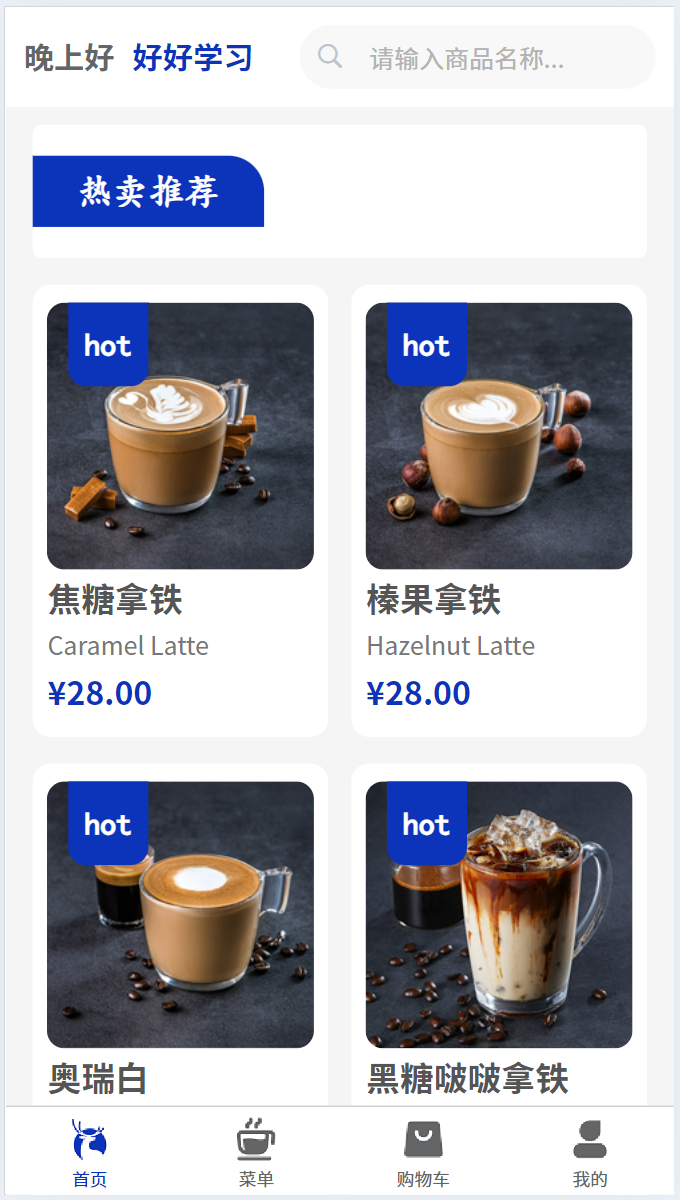 晚上好 好好学习
请输入商品名称...
热卖推荐
hot
hot
焦糖拿铁
Caramel Latte
¥28.00
榛果拿铁
Hazelnut Latte
¥28.00
hot
hot
奥瑞白
黑糖啵啵拿铁
首页
菜单
购物车
我的